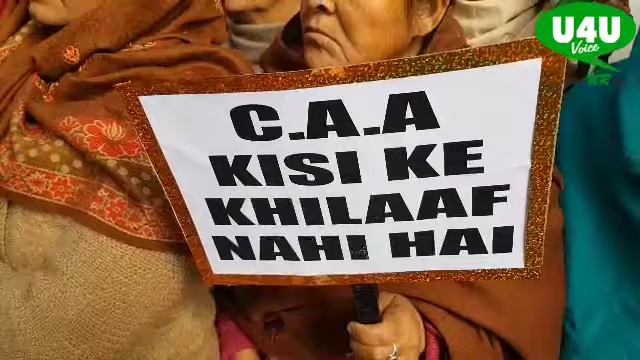 C.A.A
KISI KE
KHILAAF
NAHI HAI
U4U
Voice